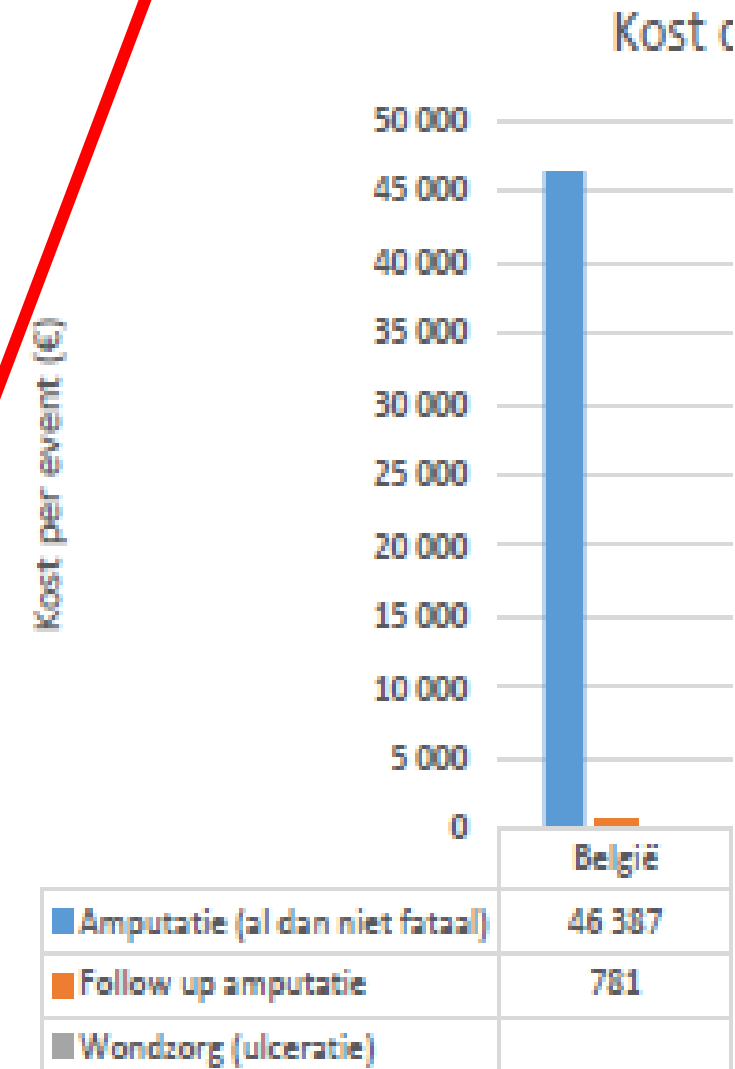 Kost
50 000
45 000
40 000
35 000
30 000
25 000
20 000
15 000
10 000
5 000
0
Kost per event (€)
België
Amputatie (al dan niet fataal) 46 387
Follow up amputatie 781
Wondzorg (ulceratie)